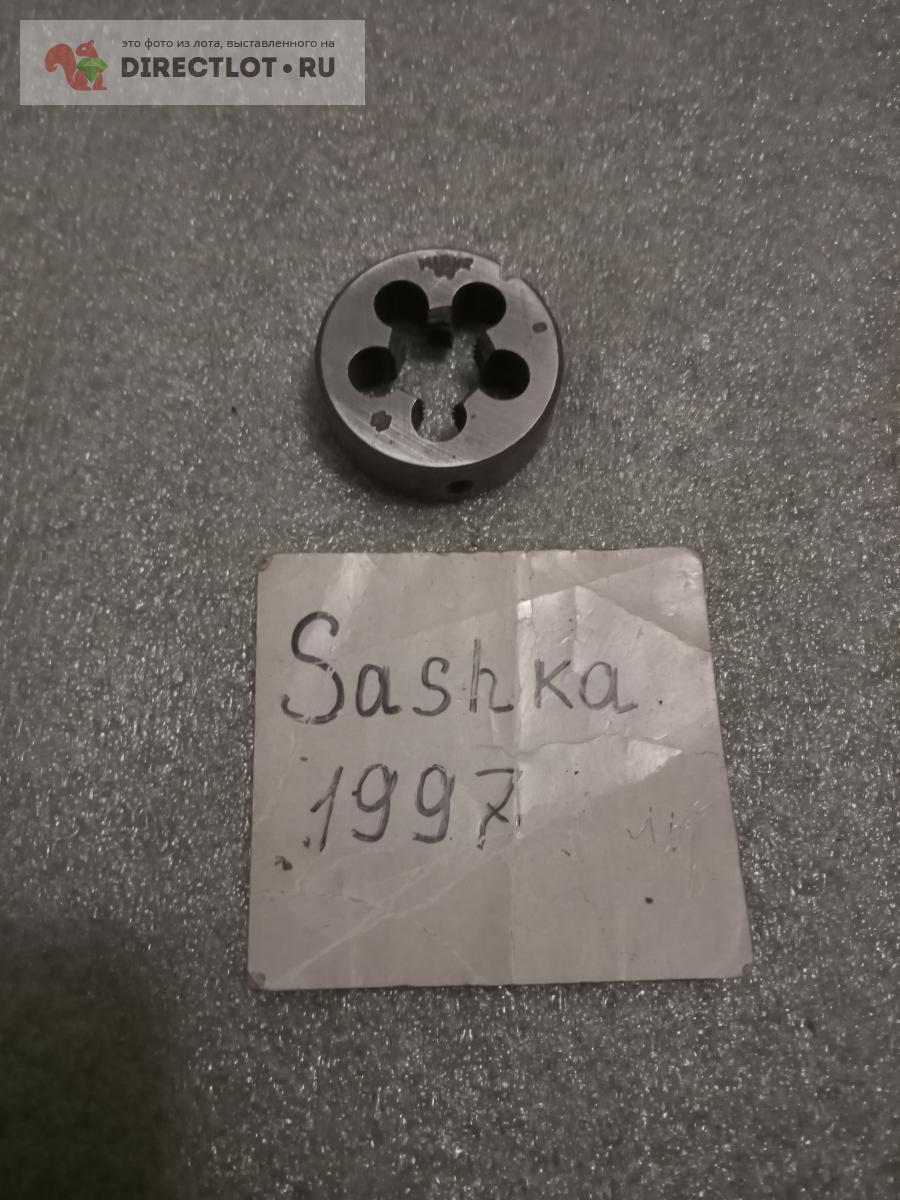 это фото из лота, выставленного на
DIRECTLOT•RU
Sashka
1997